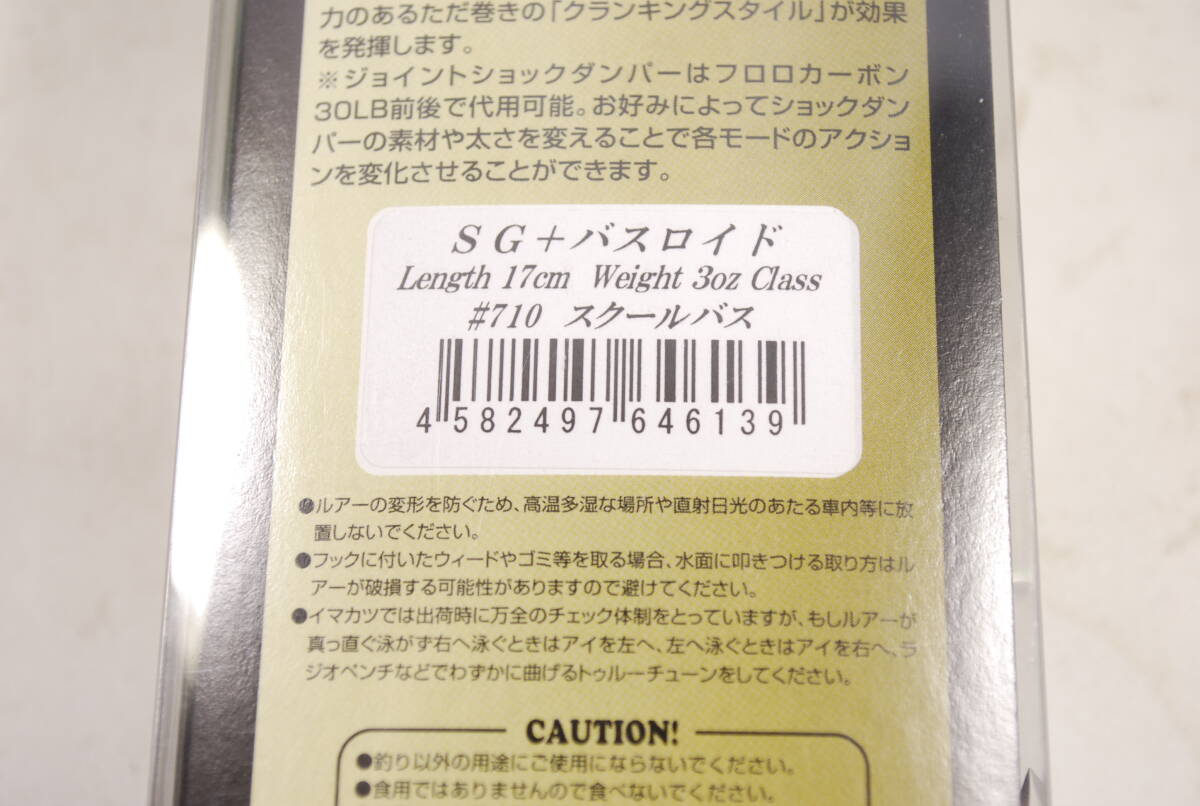 力のあるただ巻きの「クランキングスタイル」が効果
を発揮します。
※ジョイントショックダンパーはフロロカーボン
30LB前後で代用可能。お好みによってショックダン
パーの素材や太さを変えることで各モードのアクショ
ンを変化させることができます。
SG+バスロイド
Length 17cm Weight 3oz Class
#710 スクールバス
4 582497 646139
●ルアーの変形を防ぐため、高温多湿な場所や直射日光のあたる車内等に放
置しないでください。
●フックに付いたウィードやゴミ等を取る場合、水面に叩きつける取り方はル
アーが破損する可能性がありますので避けてください。
●イマカツでは出荷時に万全のチェック体制をとっていますが、もしルアーが
真っ直ぐ泳がず右へ泳ぐときはアイを左へ、左へ泳ぐときはアイを右へ、ラ
ジオペンチなどでわずかに曲げるトゥルーチューンをしてください。
CAUTION!
●釣り以外の用途にご使用にならないでください。
●食用ではありませんので食べないでください。